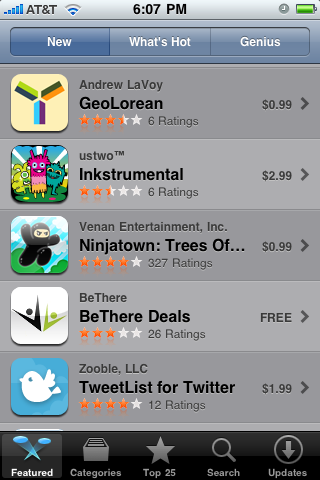 AT&T 6:07 PM
New What's Hot Genius
Andrew LaVoy
GeoLorean $0.99
6 Ratings
ustwo™
Inkstrumental $2.99
6 Ratings
Venan Entertainment, Inc.
Ninjatown: Trees Of... $0.99
327 Ratings
BeThere
BeThere Deals FREE
26 Ratings
Zooble, LLC
TweetList for Twitter $1.99
12 Ratings
Featured Categories Top 25 Search Updates